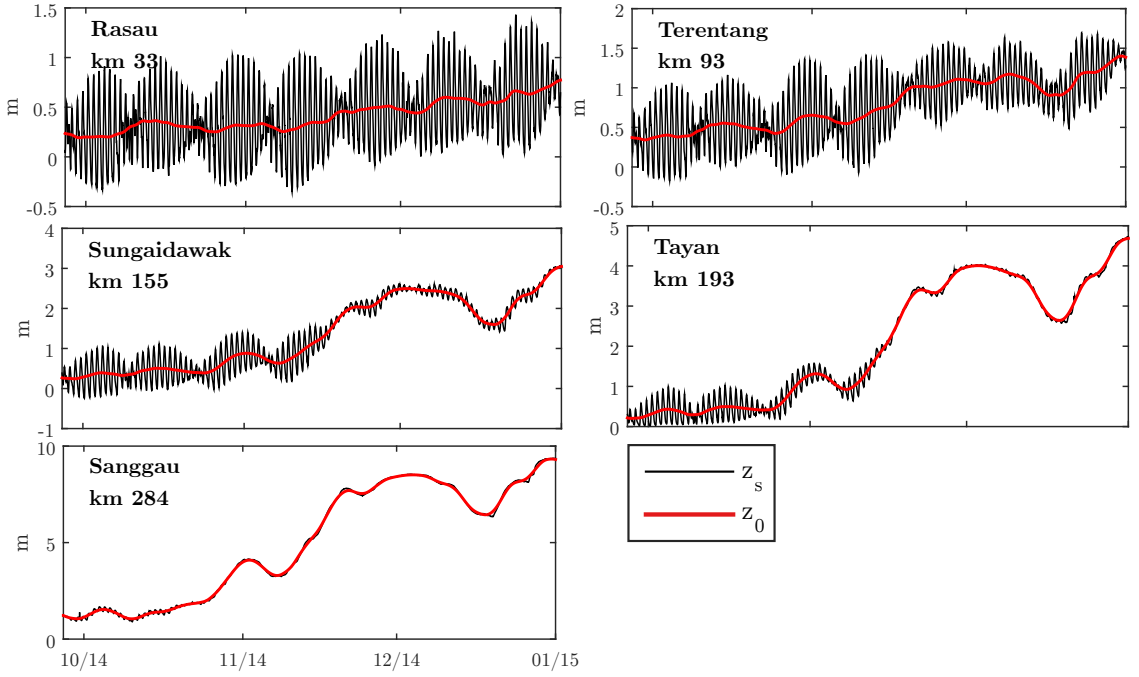 1.5
1
0.5
0
-0.5
m
Rasau
km 33
2
1.5
1
0.5
0
-0.5
m
Terentang
km 93
4
3
2
1
0
-1
m
Sungaidawak
km 155
5
4
3
2
1
0
m
Tayan
km 193
10
5
0
m
Sanggau
km 284
10/14
11/14
12/14
01/15
z_s
z_0